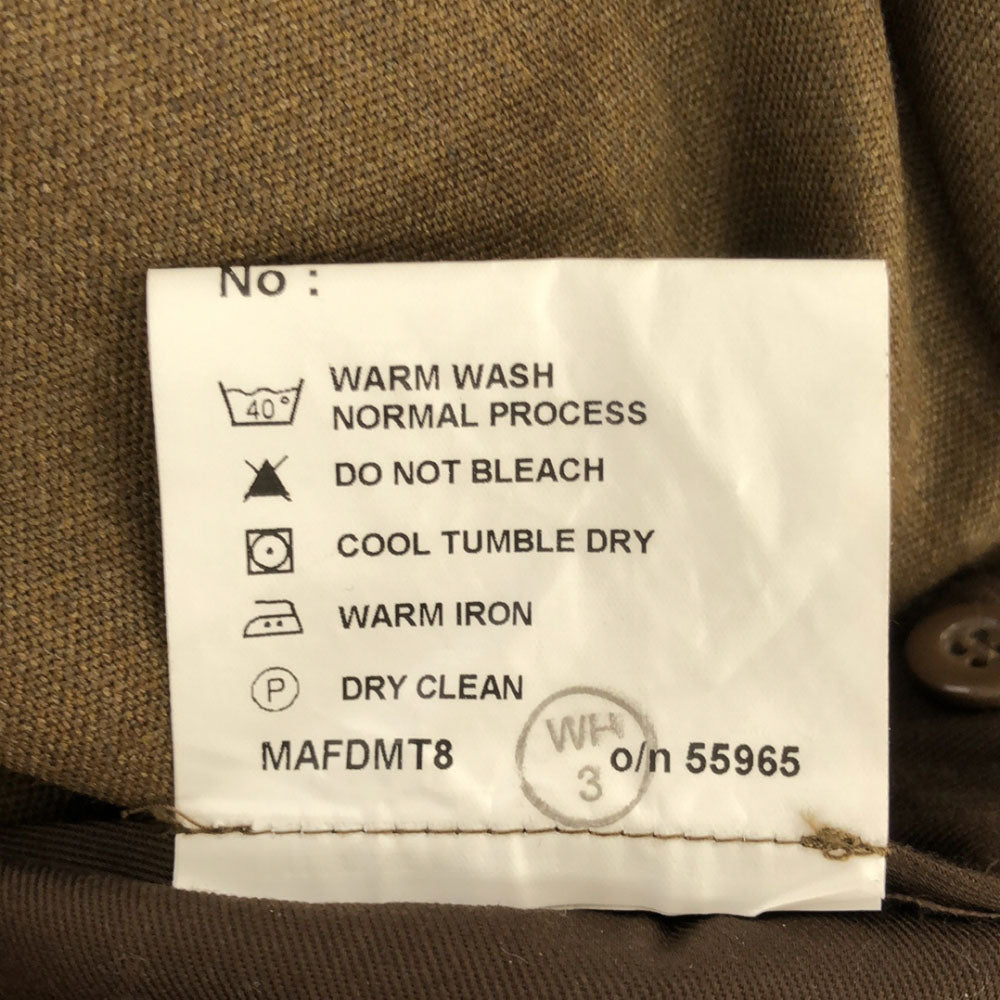 No :
40°
WARM WASH
NORMAL PROCESS
DO NOT BLEACH
COOL TUMBLE DRY
WARM IRON
P
DRY CLEAN
MAFDMT8
WH
3
o/n 55965